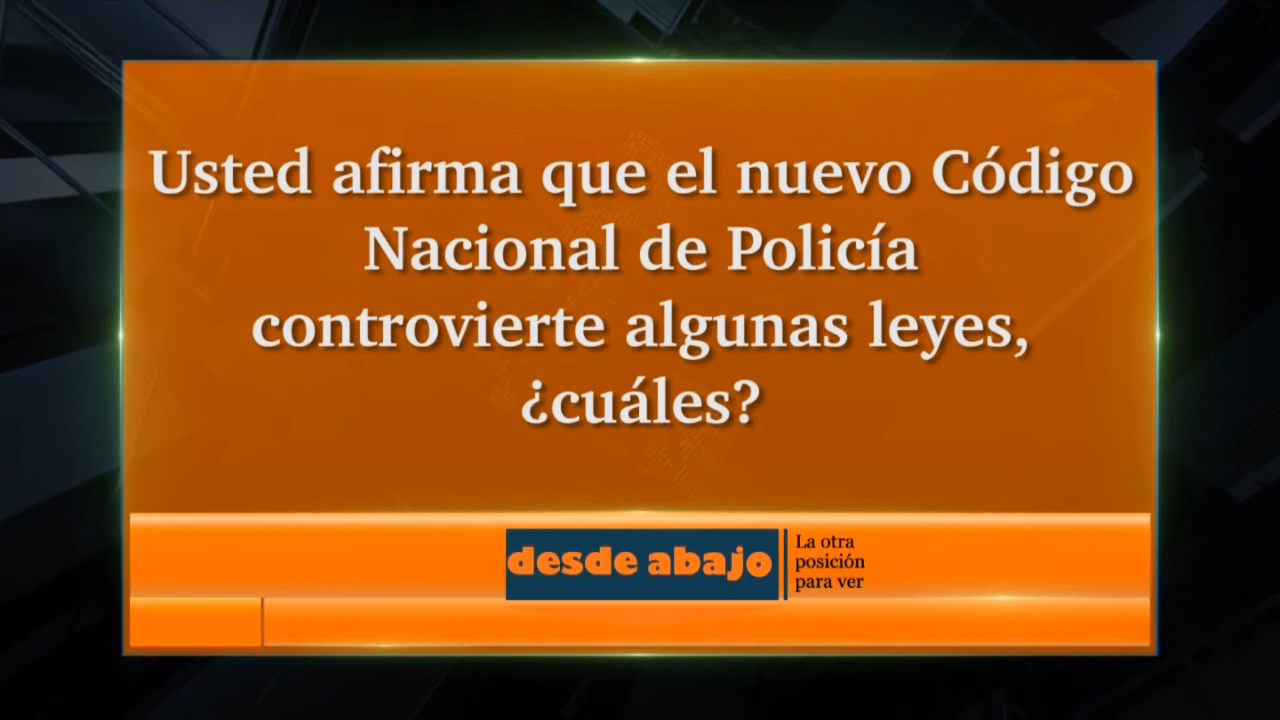 Usted afirma que el nuevo Código
Nacional de Policía
controvierte algunas leyes,
¿cuáles?
desde abajo
La otra
posición
para ver